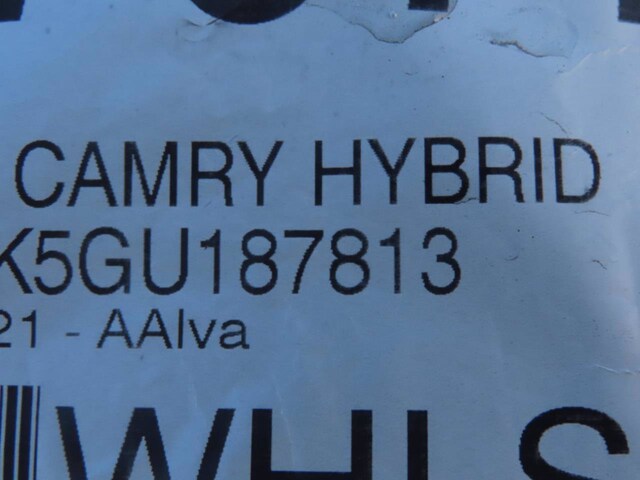 CAMRY HYBRID
K5GU187813
21 - AAlva
WHLS